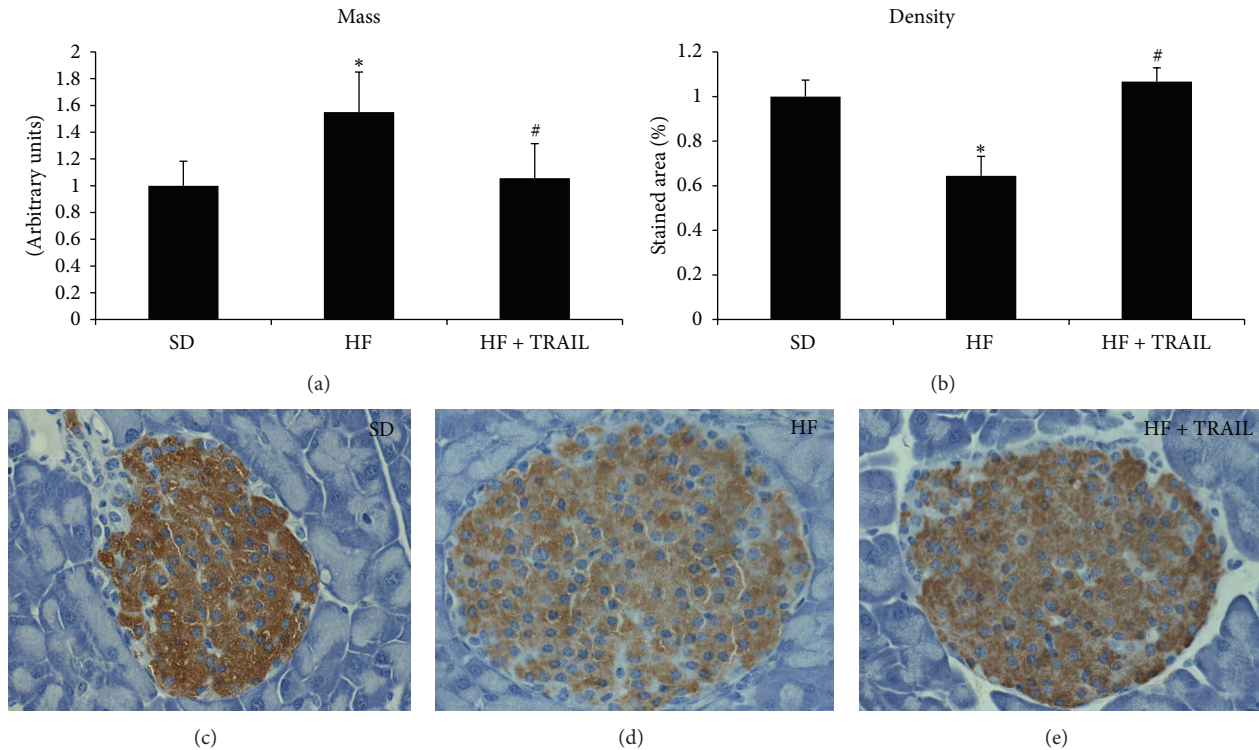 Mass
(Arbitrary units)
2
1.8
1.6
1.4
1.2
1
0.8
0.6
0.4
0.2
0
*
#
SD
HF
HF + TRAIL
(a)
Density
Stained area (%)
1.2
1
0.8
0.6
0.4
0.2
0
*
#
SD
HF
HF + TRAIL
(b)
SD
(c)
HF
(d)
HF + TRAIL
(e)